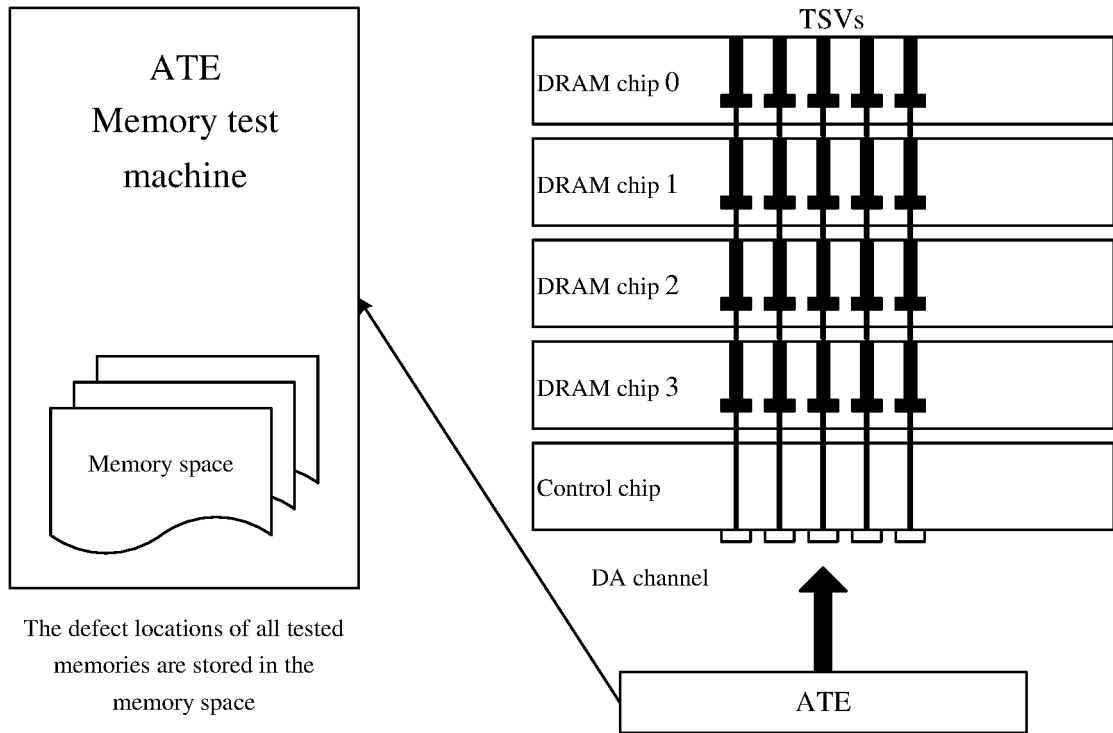 ATE
Memory test
machine
Memory space
The defect locations of all tested
memories are stored in the
memory space
TSVs
DRAM chip 0
DRAM chip 1
DRAM chip 2
DRAM chip 3
Control chip
DA channel
ATE